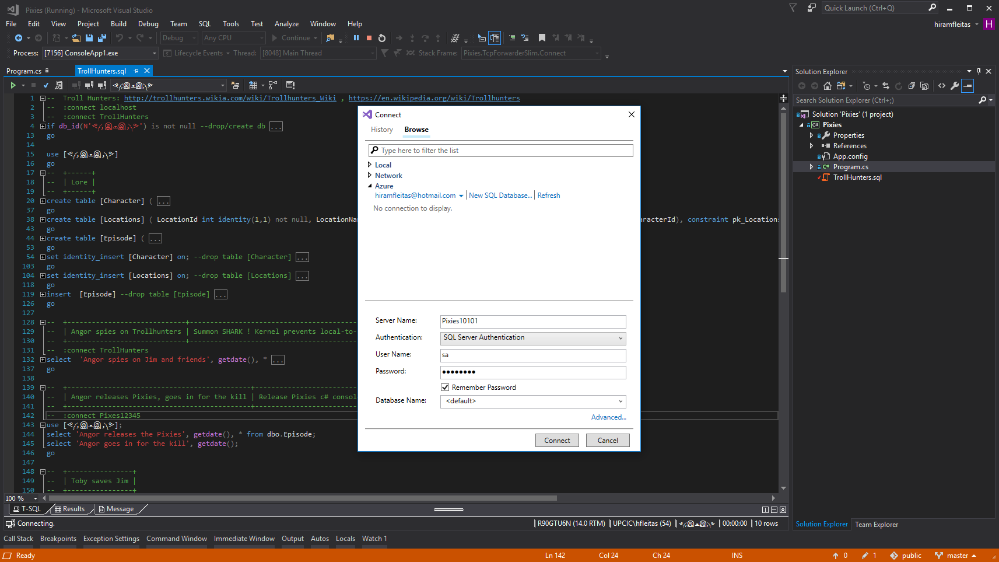 Pixies (Running) - Microsoft Visual Studio
Quick Launch (Ctrl+Q)
File Edit View Project Build Debug Team SQL Tools Test Analyze Window Help
hiramfleitas H
Debug Any CPU Continue
Process: [7156] ConsoleApp1.exe Lifecycle Events Thread: [8048] Main Thread Stack Frame: Pixies.TcpForwarderSlim.Connect
Program.cs TrollHunters.sql
1 -- Troll Hunters: http://trollhunters.wikia.com/wiki/Trollhunters_Wiki , https://en.wikipedia.org/wiki/Trollhunters
2 -- :connect localhost
3 -- :connect TrollHunters
4 if db_id(N' ') is not null --drop/create db ...
13 go
14
15 use [ ]
16 go
17 -- +------+
18 -- | Lore |
19 -- +------+
20 create table [Character] ( ...
37 go
38 create table [Locations] ( LocationId int identity(1,1) not null, LocationNam
aracterId), constraint pk_Locations
43 go
44 create table [Episode] ( ...
53 go
54 set identity_insert [Character] on; --drop table [Character] ...
103 go
104 set identity_insert [Locations] on; --drop table [Locations] ...
118 go
119 insert [Episode] --drop table [Episode] ...
126 go
127
128 -- +-----------------------------+-----------------------------------------
129 -- | Angor spies on Trollhunters | Summon SHARK ! Kernel prevents local-to-
130 -- +-----------------------------+-----------------------------------------
131 -- :connect TrollHunters
132 select 'Angor spies on Jim and friends', getdate(), * ...
137 go
138
139 -- +---------------------------------------------+-------------------------
140 -- | Angor releases Pixies, goes in for the kill | Release Pixies c# consol
141 -- +---------------------------------------------+-------------------------
142 -- :connect Pixes12345
143 use [ ];
144 select 'Angor releases the Pixies', getdate(), * from dbo.Episode;
145 select 'Angor goes in for the kill', getdate();
146 go
147
148 -- +----------------+
149 -- | Toby saves Jim |
150 -- +----------------+
100 %
T-SQL Results Message
Connecting. R90GTU6N (14.0 RTM) UPCIC\hfleitas (54) 00:00:00 10 rows
Call Stack Breakpoints Exception Settings Command Window Immediate Window Output Autos Locals Watch 1
Ready Ln 142 Col 24 Ch 24 INS 0 1 public master
Connect
History Browse
Type here to filter the list
Local
Network
Azure
hiramfleitas@hotmail.com New SQL Database... Refresh
No connection to display.
Server Name: Pixies10101
Authentication: SQL Server Authentication
User Name: sa
Password: ••••••••
Remember Password
Database Name: <default>
Advanced...
Connect Cancel
Solution Explorer
Search Solution Explorer (Ctrl+;)
Solution 'Pixies' (1 project)
C# Pixies
Properties
References
App.config
C# Program.cs
TrollHunters.sql
Solution Explorer Team Explorer